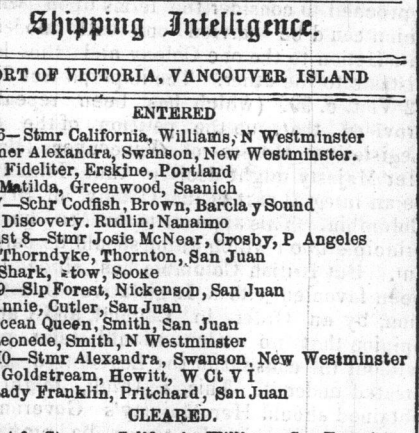 Shipping Intelligence.
ORT OF VICTORIA, VANCOUVER ISLAND
ENTERED
6—Stmr California, Williams, N Westminster
mer Alexandra, Swanson, New Westminster.
Fideliter, Erskine, Portland
Matilda, Greenwood, Saanich
7—Schr Codfish, Brown, Barclay Sound
Discovery. Rudlin, Nanaimo
st 8—Stmr Josie McNear, Crosby, P Angeles
Thorndyke, Thornton, San Juan
Shark, stow, Sooke
9—Slp Forest, Nickenson, San Juan
nnie, Cutler, San Juan
cean Queen, Smith, San Juan
eonede, Smith, N Westminster
10—Stmr Alexandra, Swanson, New Westminster
Goldstream, Hewitt, W Ct V I
ady Franklin, Pritchard, San Juan
CLEARED.